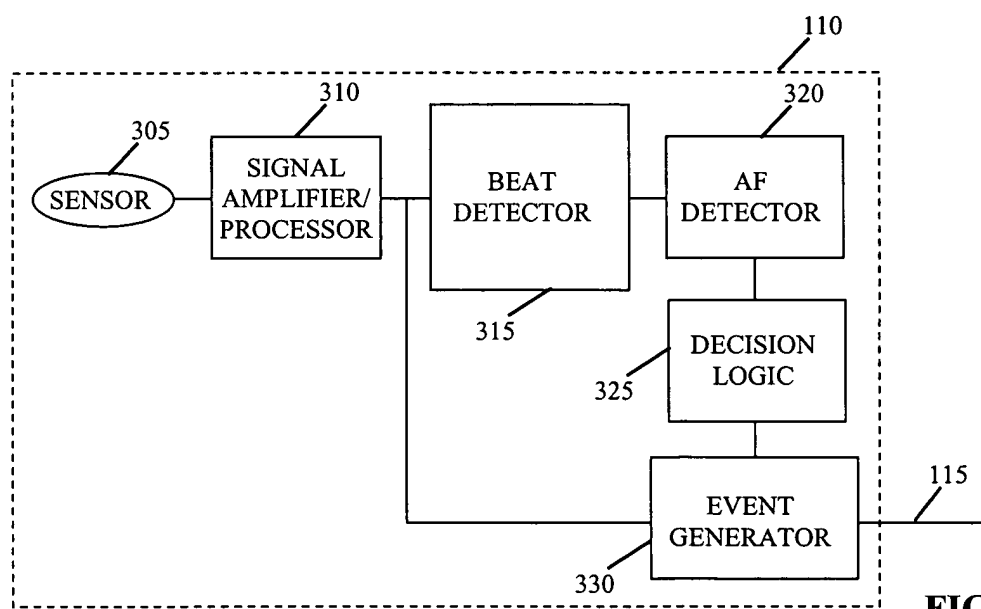 110
310
320
305
SENSOR
SIGNAL
AMPLIFIER/
PROCESSOR
BEAT
DETECTOR
AF
DETECTOR
315
325
DECISION
LOGIC
115
EVENT
GENERATOR
330
FIG